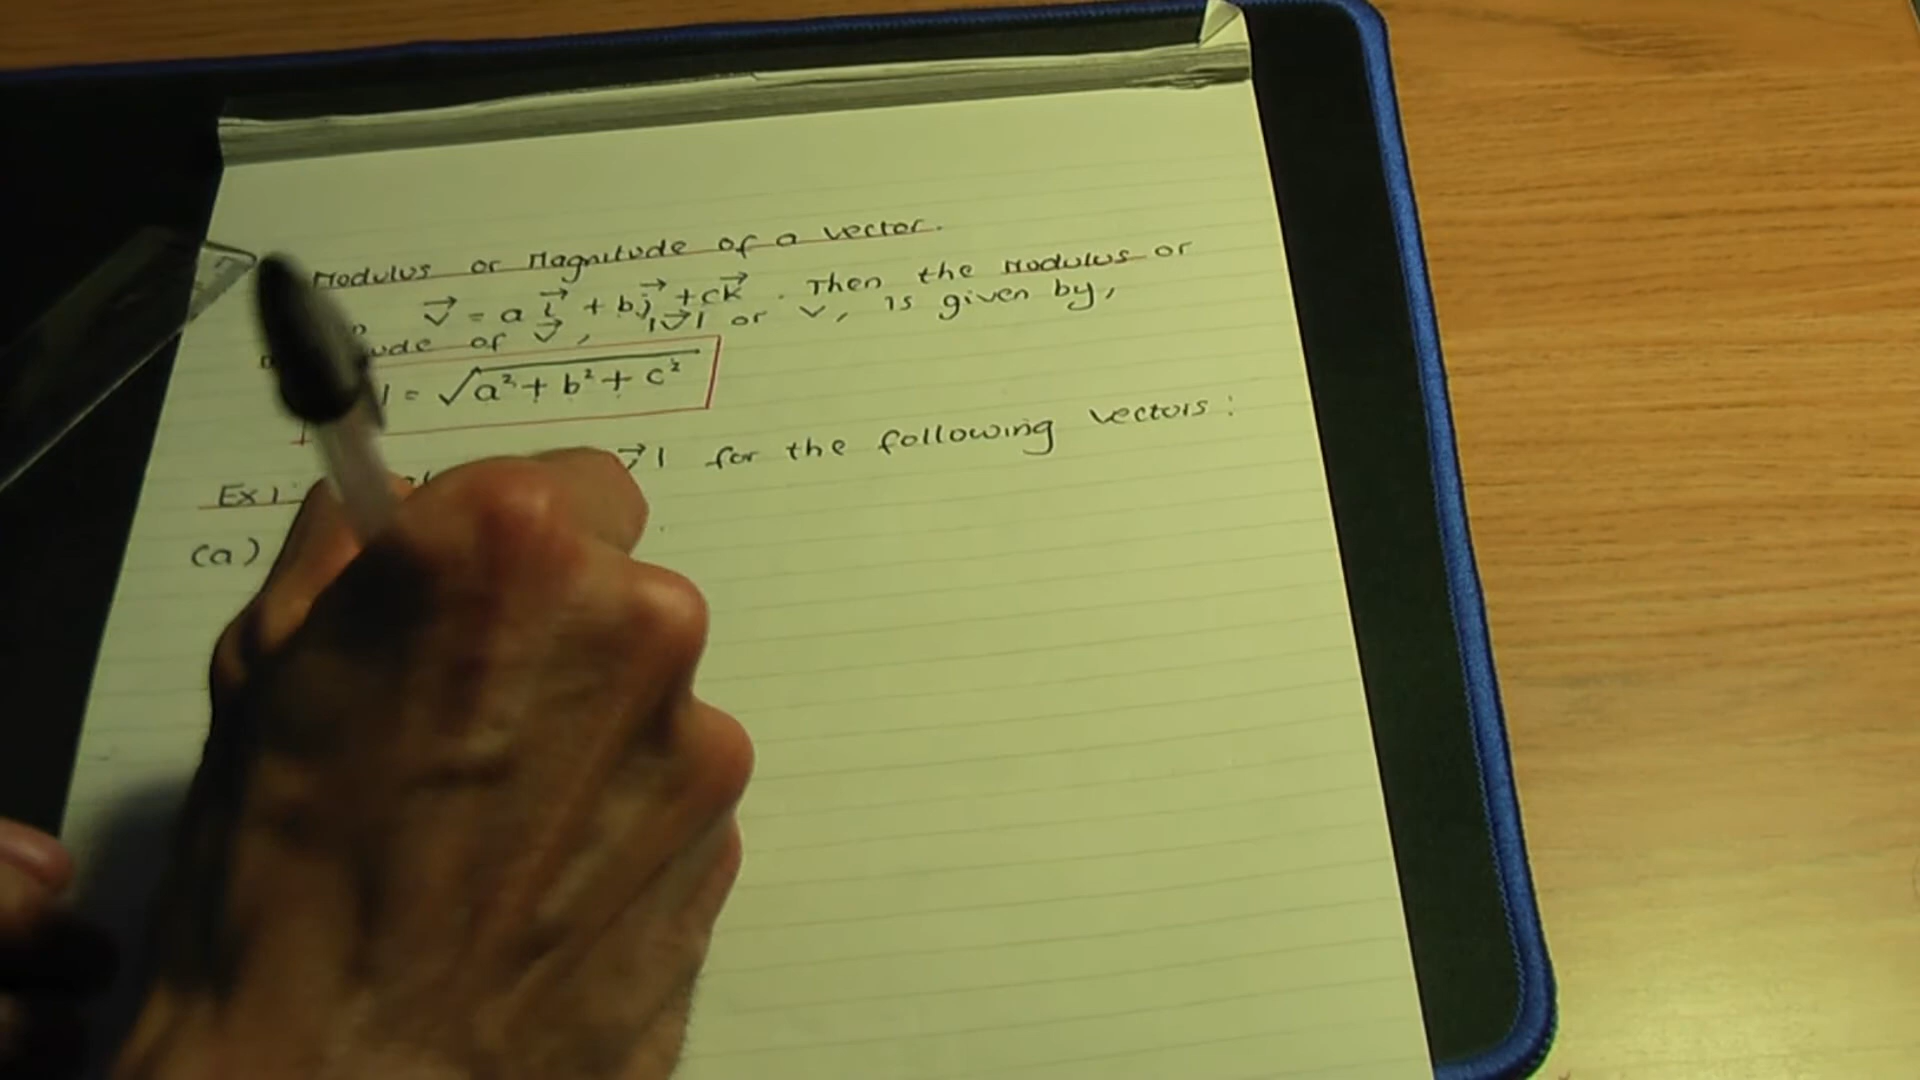 Modulus or Magnitude of a vector.
v⃗ = a i⃗ + b j⃗ + c k⃗ . Then the Modulus or
ude of v⃗ , |v⃗| or v, is given by,
| = √a² + b² + c²
Ex1: v⃗| for the following vectors:
(a)